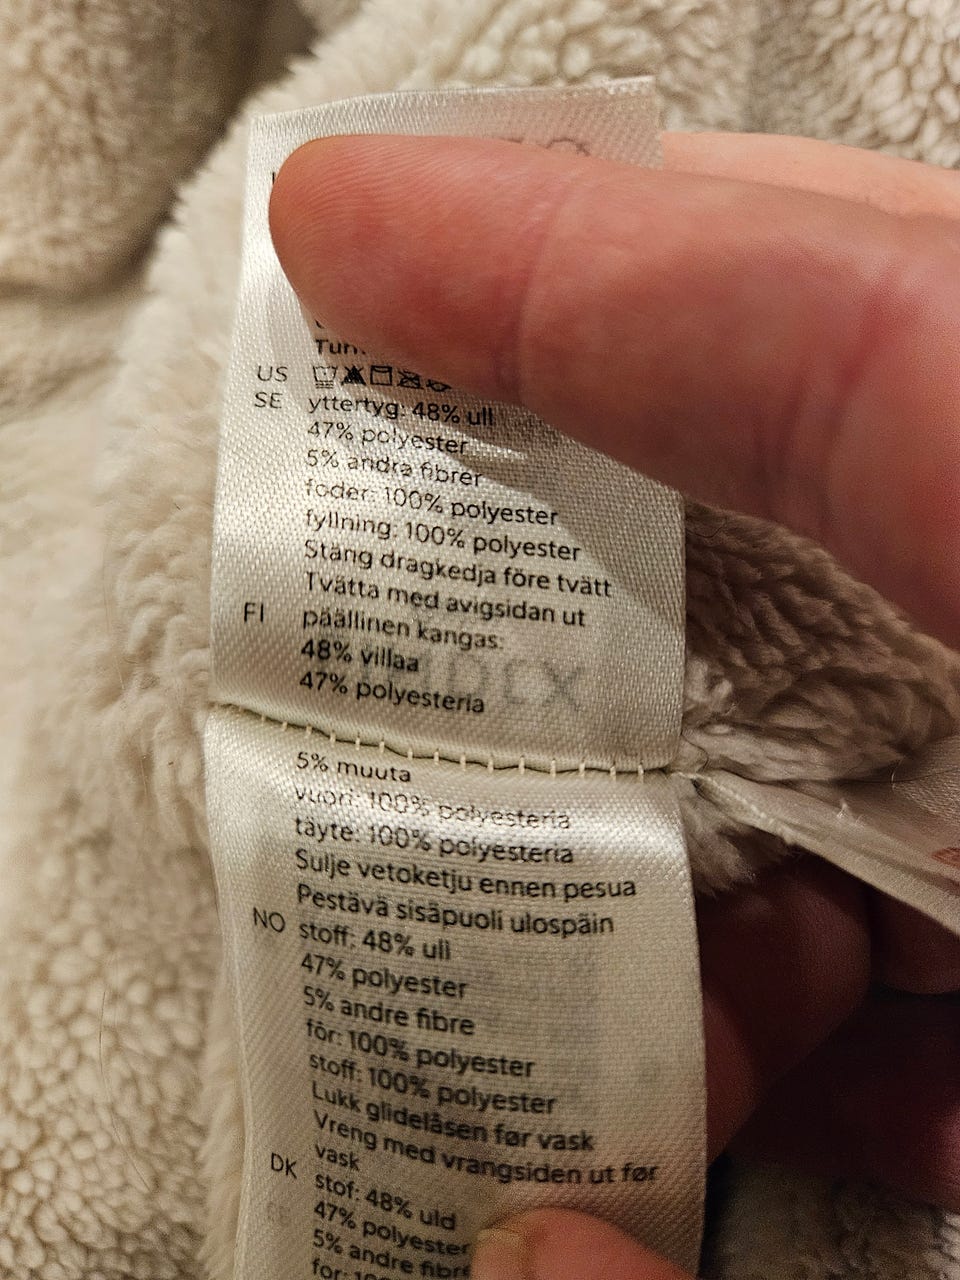 US
SE yttertyg: 48% ull
47% polyester
5% andra fibrer
foder: 100% polyester
fyllning: 100% polyester
Stäng dragkedja före tvätt
Tvätta med avigsidan ut
FI päällinen kangas:
48% villaa
47% polyesteria
5% muuta
vuori: 100% polyesteria
täyte: 100% polyesteria
Sulje vetoketju ennen pesua
Pestävä sisäpuoli ulospäin
NO stoff: 48% ull
47% polyester
5% andre fibre
fôr: 100% polyester
stoff: 100% polyester
Lukk glidelåsen før vask
Vreng med vrangsiden ut før
vask
DK stof: 48% uld
47% polyester
5% andre